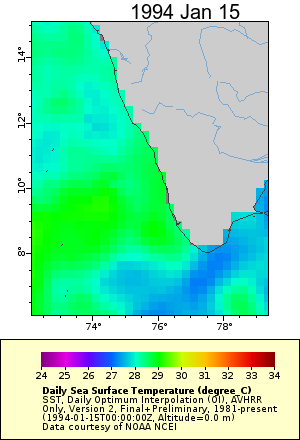 1994 Jan 15
14°
12°
10°
8°
74° 76° 78°
24 25 26 27 28 29 30 31 32 33 34
Daily Sea Surface Temperature (degree_C)
SST, Daily Optimum Interpolation (OI), AVHRR
Only, Version 2, Final+Preliminary, 1981-present
(1994-01-15T00:00:00Z, Altitude=0.0 m)
Data courtesy of NOAA NCEI